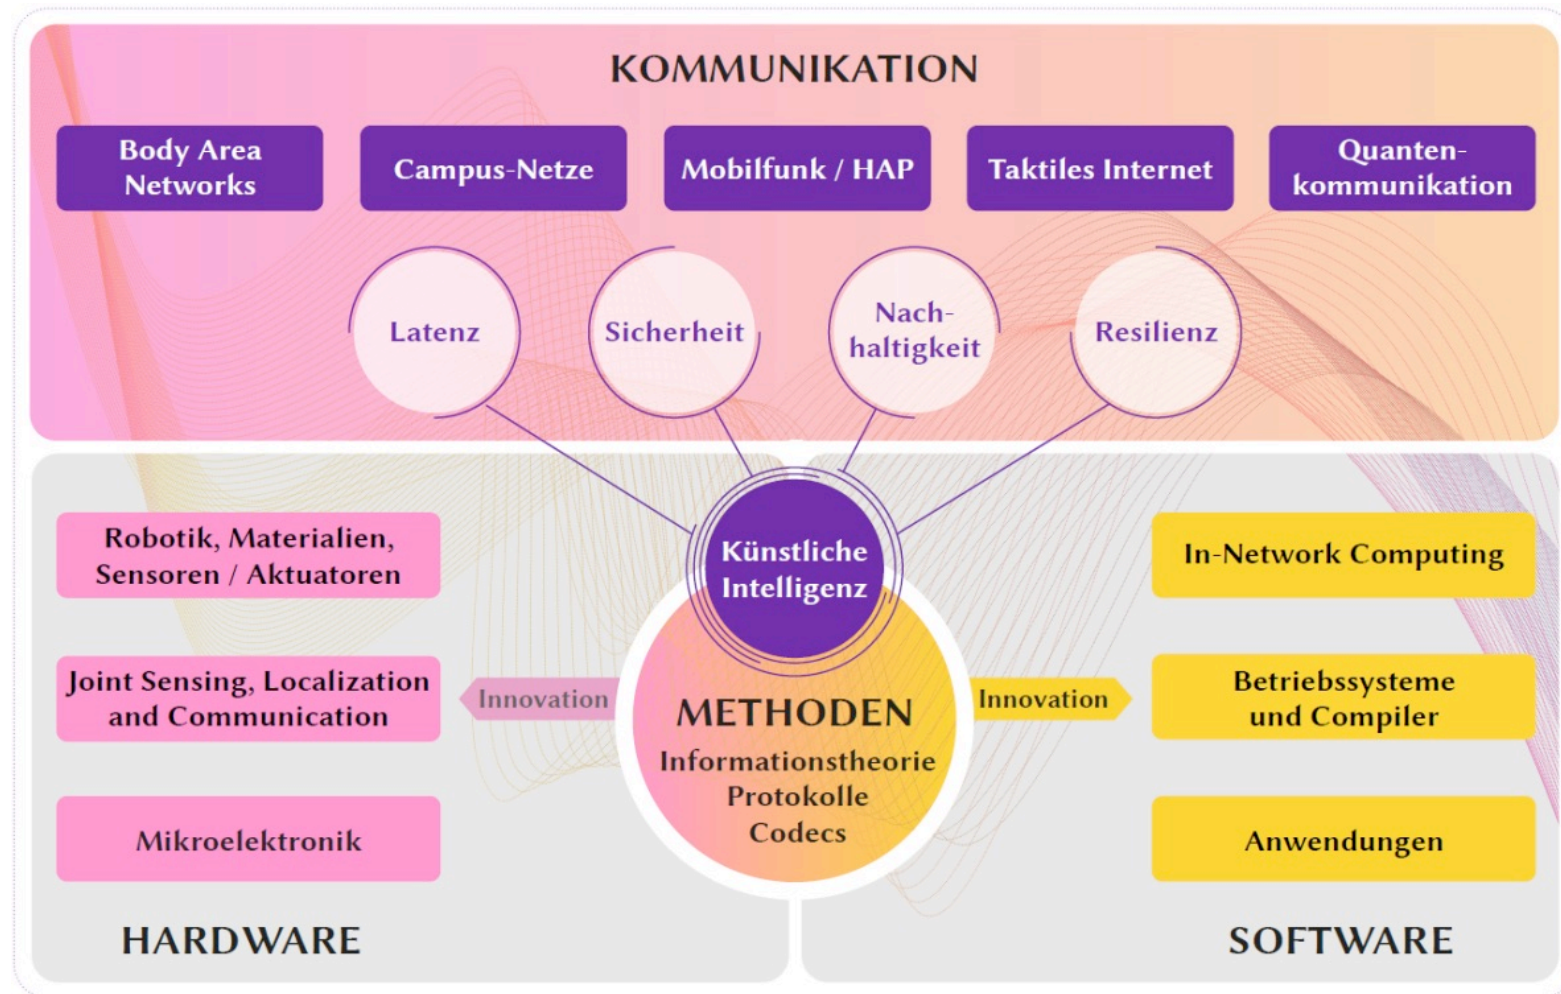 KOMMUNIKATION
Body Area
Networks
Campus-Netze
Mobilfunk / HAP
Taktiles Internet
Quanten-
kommunikation
Latenz
Sicherheit
Nach-
haltigkeit
Resilienz
Künstliche
Intelligenz
Robotik, Materialien,
Sensoren / Aktuatoren
Joint Sensing, Localization
and Communication
Mikroelektronik
HARDWARE
Innovation
METHODEN
Informationstheorie
Protokolle
Codecs
Innovation
In-Network Computing
Betriebssysteme
und Compiler
Anwendungen
SOFTWARE